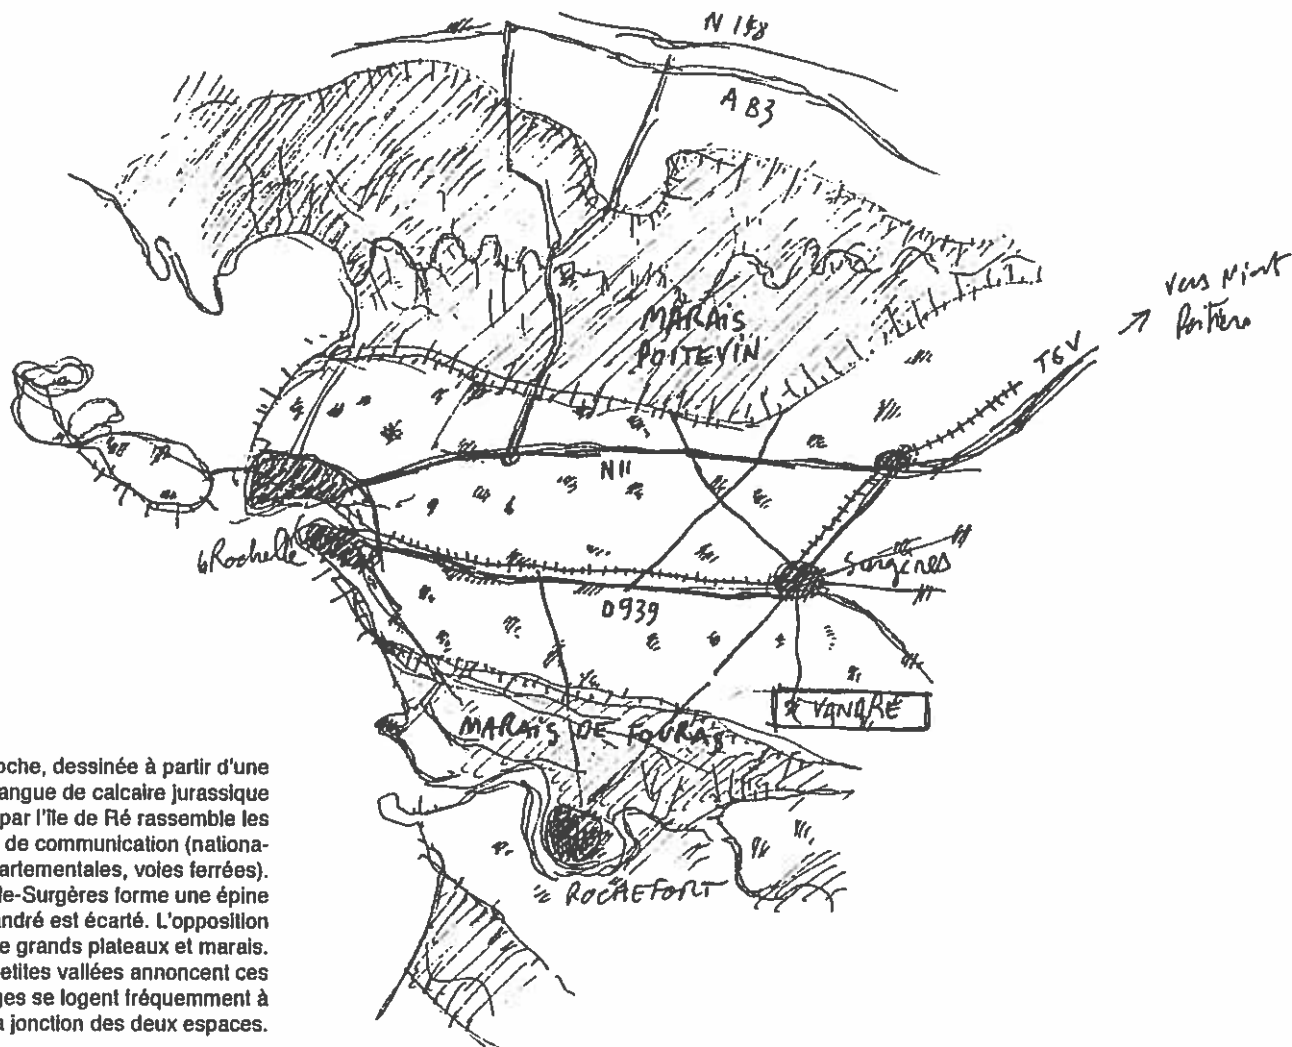 N 148
A 83
vers Niort
Poitiers
TGV
MARAIS
POITEVIN
N11
La Rochelle
Surgères
D939
VANDRÉ
MARAIS DE FOURAS
ROCHEFORT
oche, dessinée à partir d'une
angue de calcaire jurassique
par l'île de Ré rassemble les
de communication (nationa-
artementales, voies ferrées).
le-Surgères forme une épine
andré est écarté. L'opposition
e grands plateaux et marais.
etites vallées annoncent ces
ges se logent fréquemment à
a jonction des deux espaces.